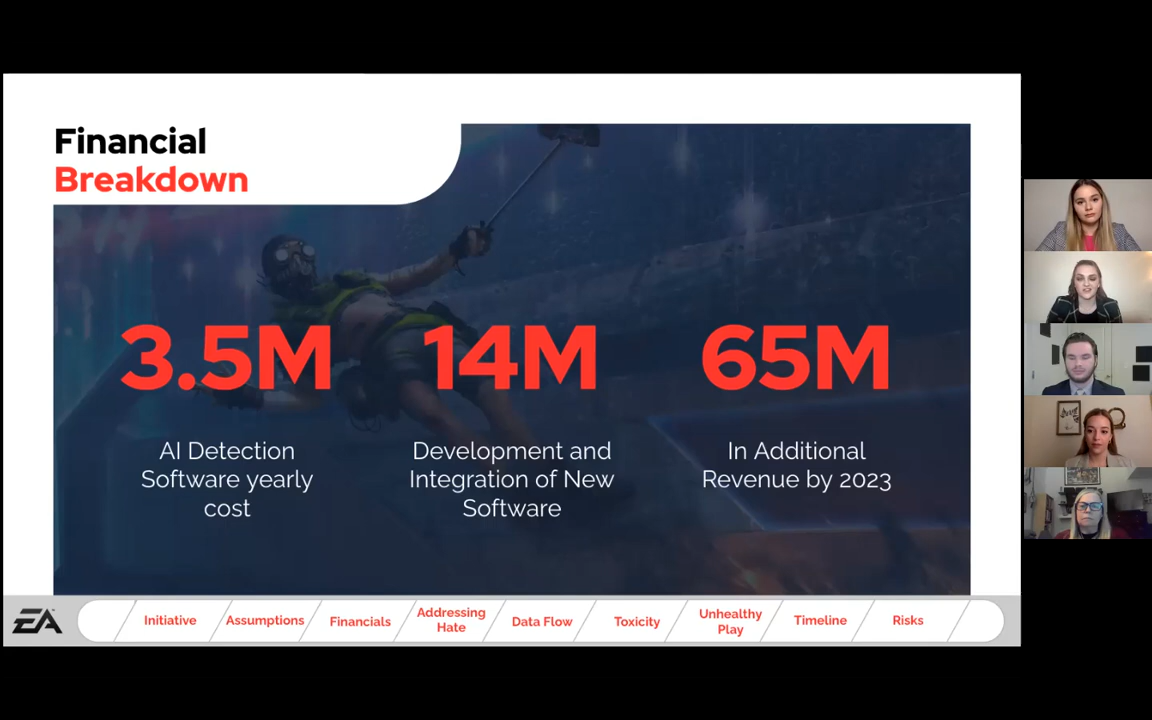 Financial
Breakdown
3.5M
14M
65M
AI Detection
Software yearly
cost
Development and
Integration of New
Software
In Additional
Revenue by 2023
EA
Initiative
Assumptions
Financials
Addressing
Hate
Data Flow
Toxicity
Unhealthy
Play
Timeline
Risks